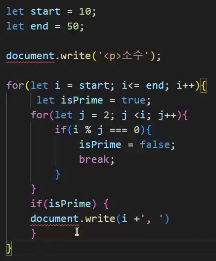 let start = 10;
let end = 50;
document.write('<p>소수');
for(let i = start; i<= end; i++){
let isPrime = true;
for(let j = 2; j <i; j++){
if(i % j === 0){
isPrime = false;
break;
}
}
if(isPrime) {
document.write(i +', ')
}
}